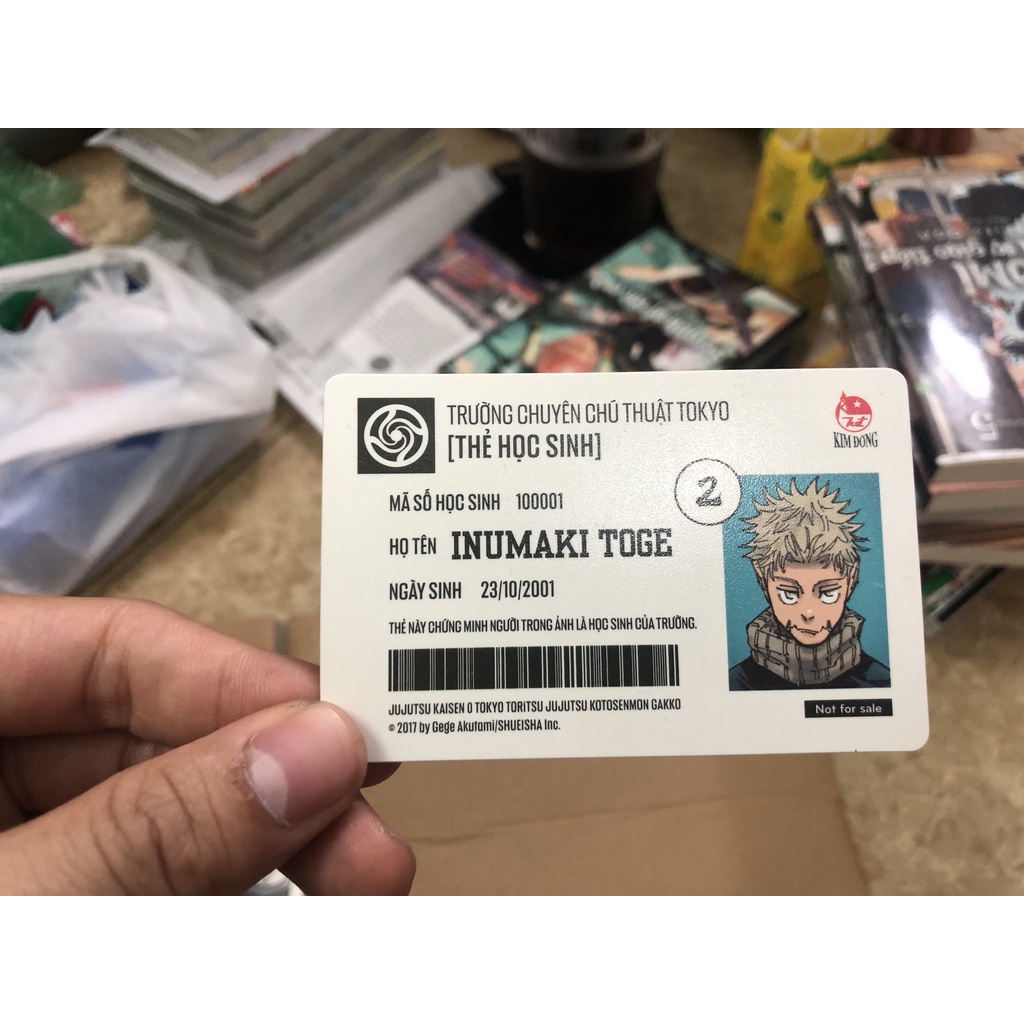 TRƯỜNG CHUYÊN CHÚ THUẬT TOKYO
[THẺ HỌC SINH]
KIM ĐỒNG
2
MÃ SỐ HỌC SINH 100001
HỌ TÊN INUMAKI TOGE
NGÀY SINH 23/10/2001
THẺ NÀY CHỨNG MINH NGƯỜI TRONG ẢNH LÀ HỌC SINH CỦA TRƯỜNG.
JUJUTSU KAISEN 0 TOKYO TORITSU JUJUTSU KOTOSENMON GAKKO
© 2017 by Gege Akutami/SHUEISHA Inc.
Not for sale